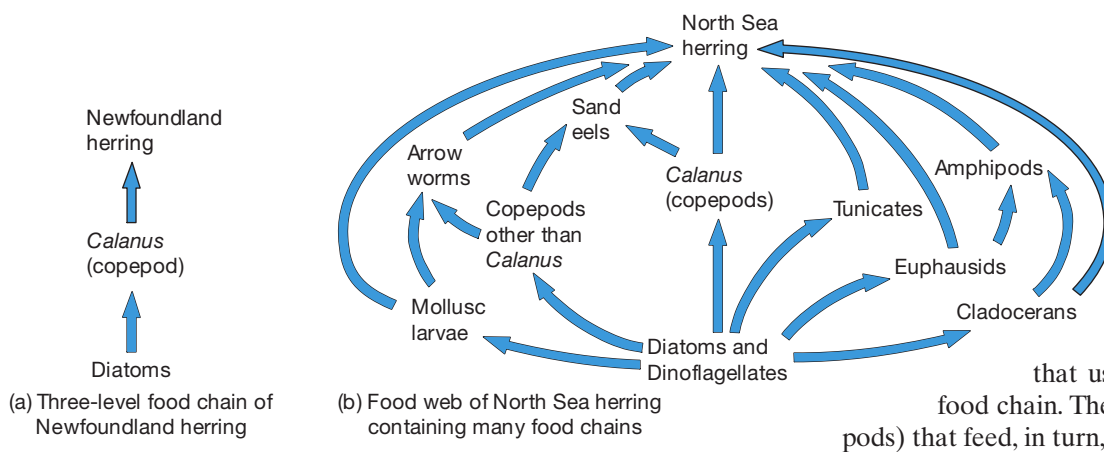 Newfoundland
herring
Calanus
(copepod)
Diatoms
(a) Three-level food chain of
Newfoundland herring
North Sea
herring
Sand
eels
Arrow
worms
Calanus
(copepods)
Amphipods
Copepods
other than
Calanus
Tunicates
Euphausids
Mollusc
larvae
Cladocerans
Diatoms and
Dinoflagellates
(b) Food web of North Sea herring
containing many food chains
that us
food chain. The
pods) that feed, in turn,